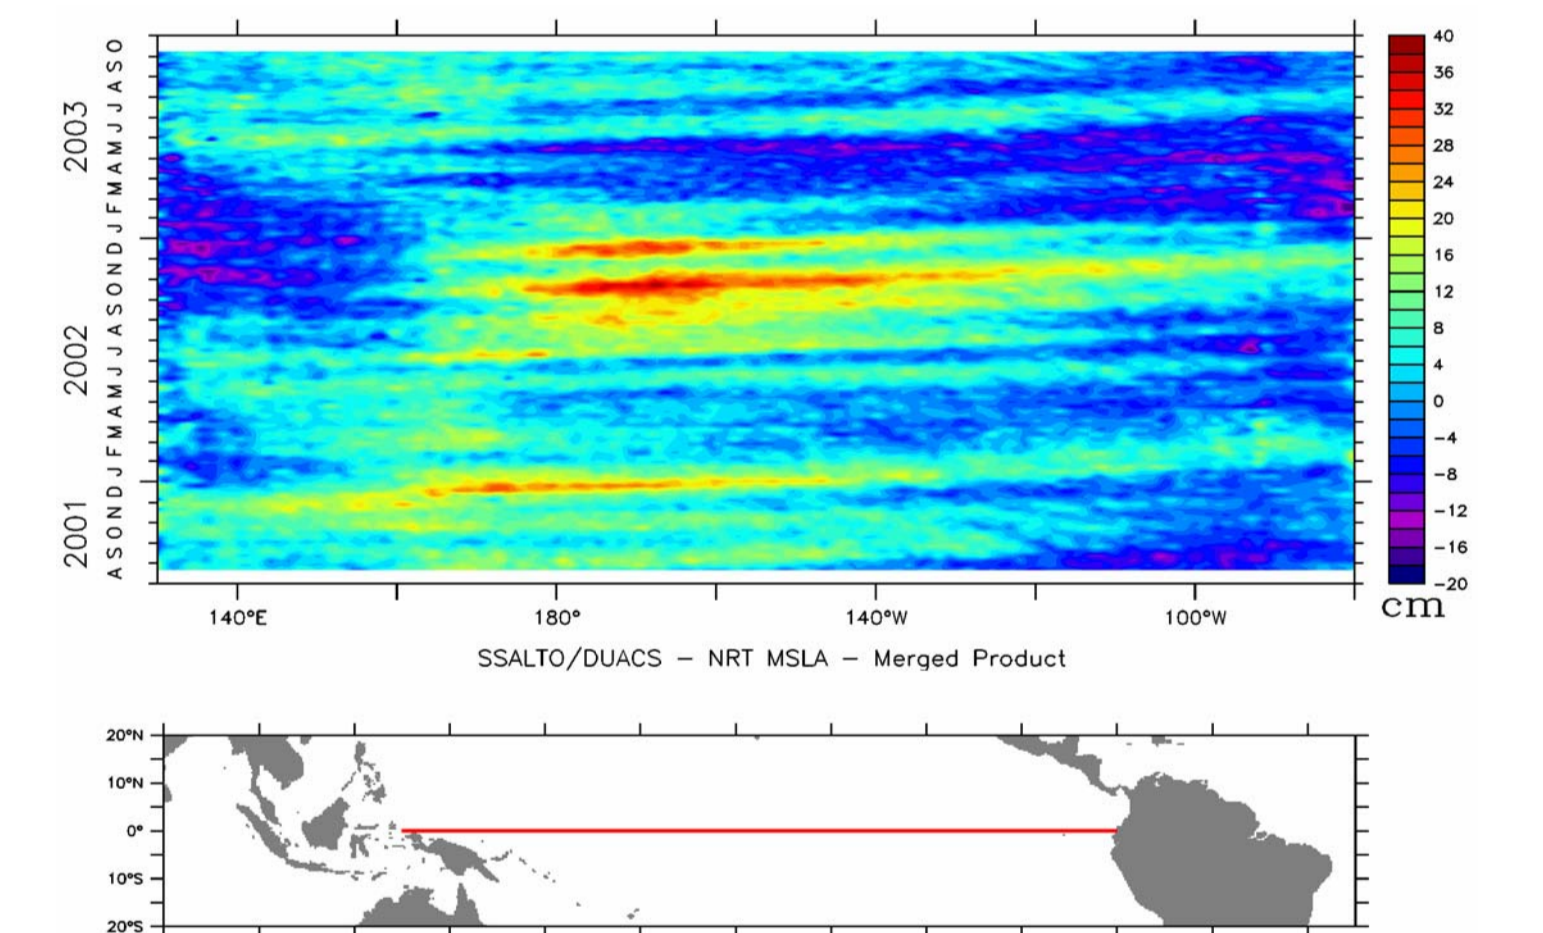 40
36
32
28
24
20
16
12
8
4
0
−4
−8
−12
−16
−20
cm
2003
2002
2001
A S O N D J F M A M J J A S O N D J F M A M J J A S O
140°E 180° 140°W 100°W
SSALTO/DUACS − NRT MSLA − Merged Product
20°N
10°N
0°
10°S
20°S